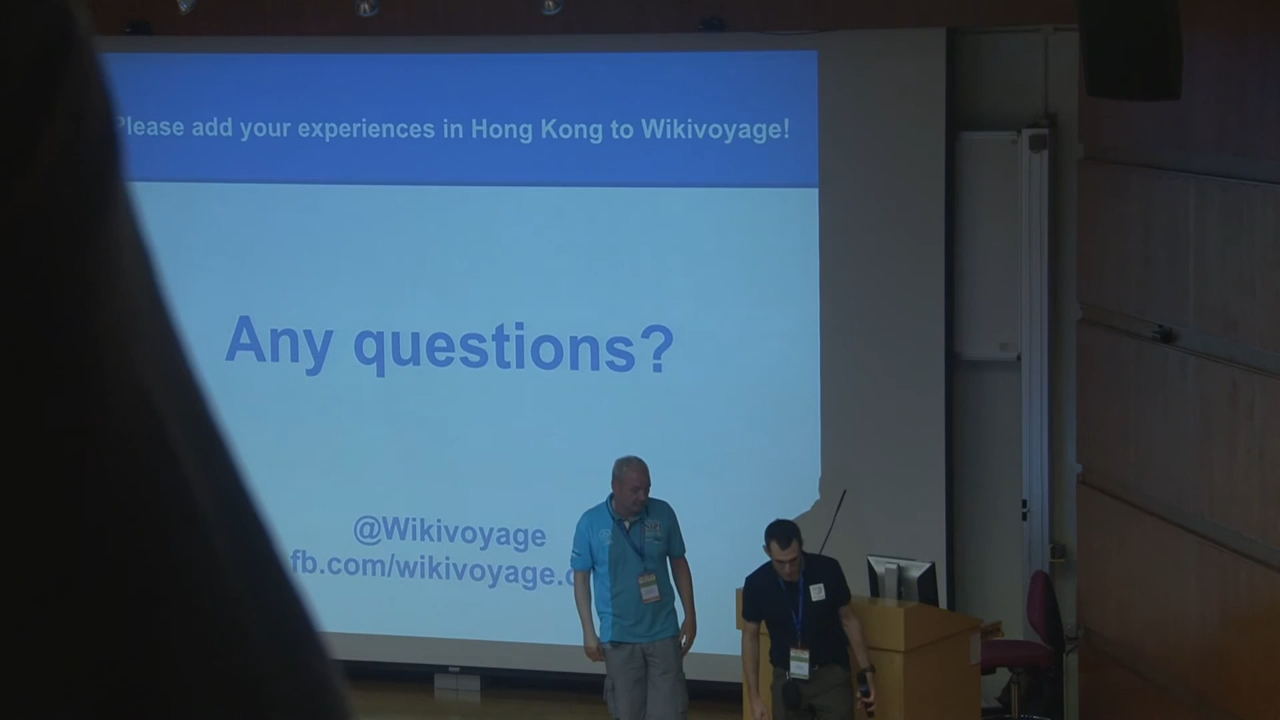 Please add your experiences in Hong Kong to Wikivoyage!
Any questions?
@Wikivoyage
fb.com/wikivoyage.